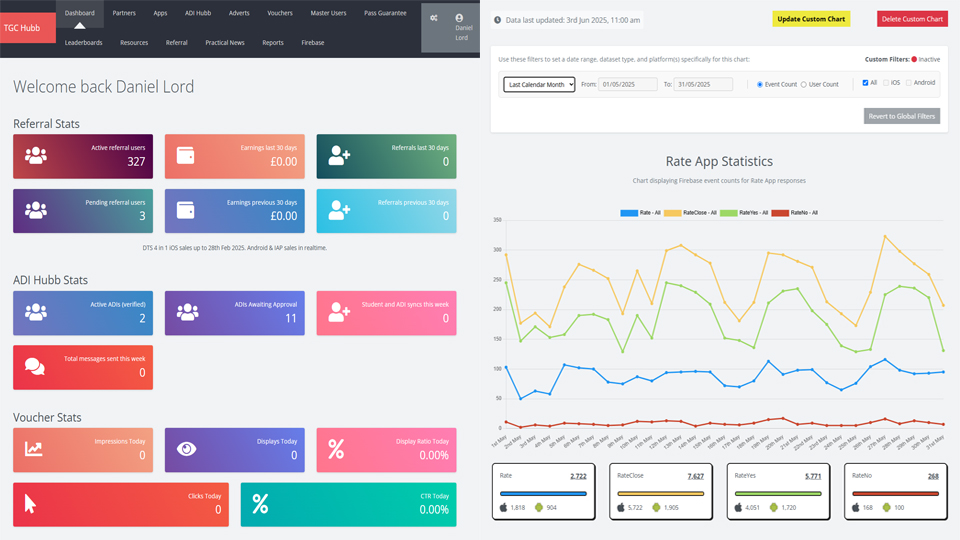 TGC Hubb
Dashboard
Partners
Apps
ADI Hubb
Adverts
Vouchers
Master Users
Pass Guarantee
Daniel
Lord
Leaderboards
Resources
Referral
Practical News
Reports
Firebase
Welcome back Daniel Lord
Referral Stats
Active referral users
327
Earnings last 30 days
£0.00
Referrals last 30 days
0
Pending referral users
3
Earnings previous 30 days
£0.00
Referrals previous 30 days
0
DTS 4 in 1 IOS sales up to 28th Feb 2025. Android & IAP sales in realtime.
ADI Hubb Stats
Active ADIs (verified)
2
ADIs Awaiting Approval
11
Student and ADI syncs this week
0
Total messages sent this week
0
Voucher Stats
Impressions Today
0
Displays Today
0
Display Ratio Today
0.00%
Clicks Today
0
CTR Today
0.00%
Data last updated: 3rd Jun 2025, 11:00 am
Update Custom Chart
Delete Custom Chart
Use these filters to set a date range, dataset type, and platform(s) specifically for this chart:
Custom Filters: Inactive
Last Calendar Month
From: 01/05/2025
To: 31/05/2025
Event Count
User Count
All
iOS
Android
Revert to Global Filters
Rate App Statistics
Chart displaying Firebase event counts for Rate App responses
Rate - All
RateClose - All
RateYes - All
RateNo - All
350
300
250
200
150
100
50
0
1st May
2nd May
3rd May
4th May
5th May
6th May
7th May
8th May
9th May
10th May
11th May
12th May
13th May
14th May
15th May
16th May
17th May
18th May
19th May
20th May
21st May
22nd May
23rd May
24th May
25th May
26th May
27th May
28th May
29th May
30th May
31st May
Rate 2,722
1,818 904
RateClose 7,627
5,722 1,905
RateYes 5,771
4,051 1,720
RateNo 268
168 100